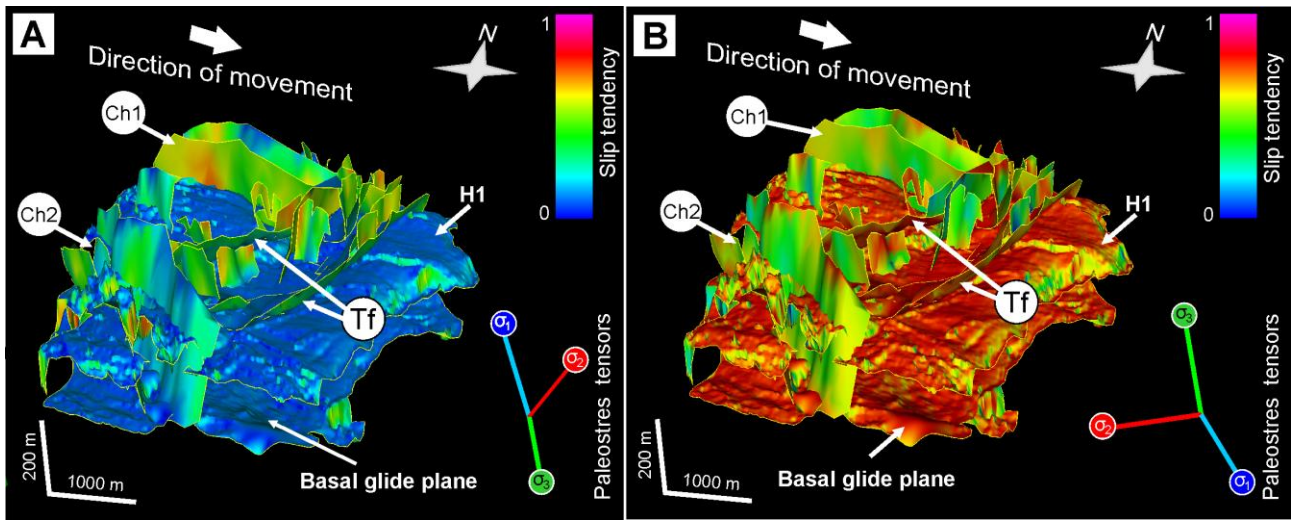 A
Direction of movement
N
1
Slip tendency
0
Ch1
Ch2
H1
Tf
σ1
σ2
σ3
Paleostres tensors
200 m
1000 m
Basal glide plane
B
Direction of movement
N
1
Slip tendency
0
Ch1
Ch2
H1
Tf
σ3
σ2
σ1
Paleostres tensors
200 m
1000 m
Basal glide plane